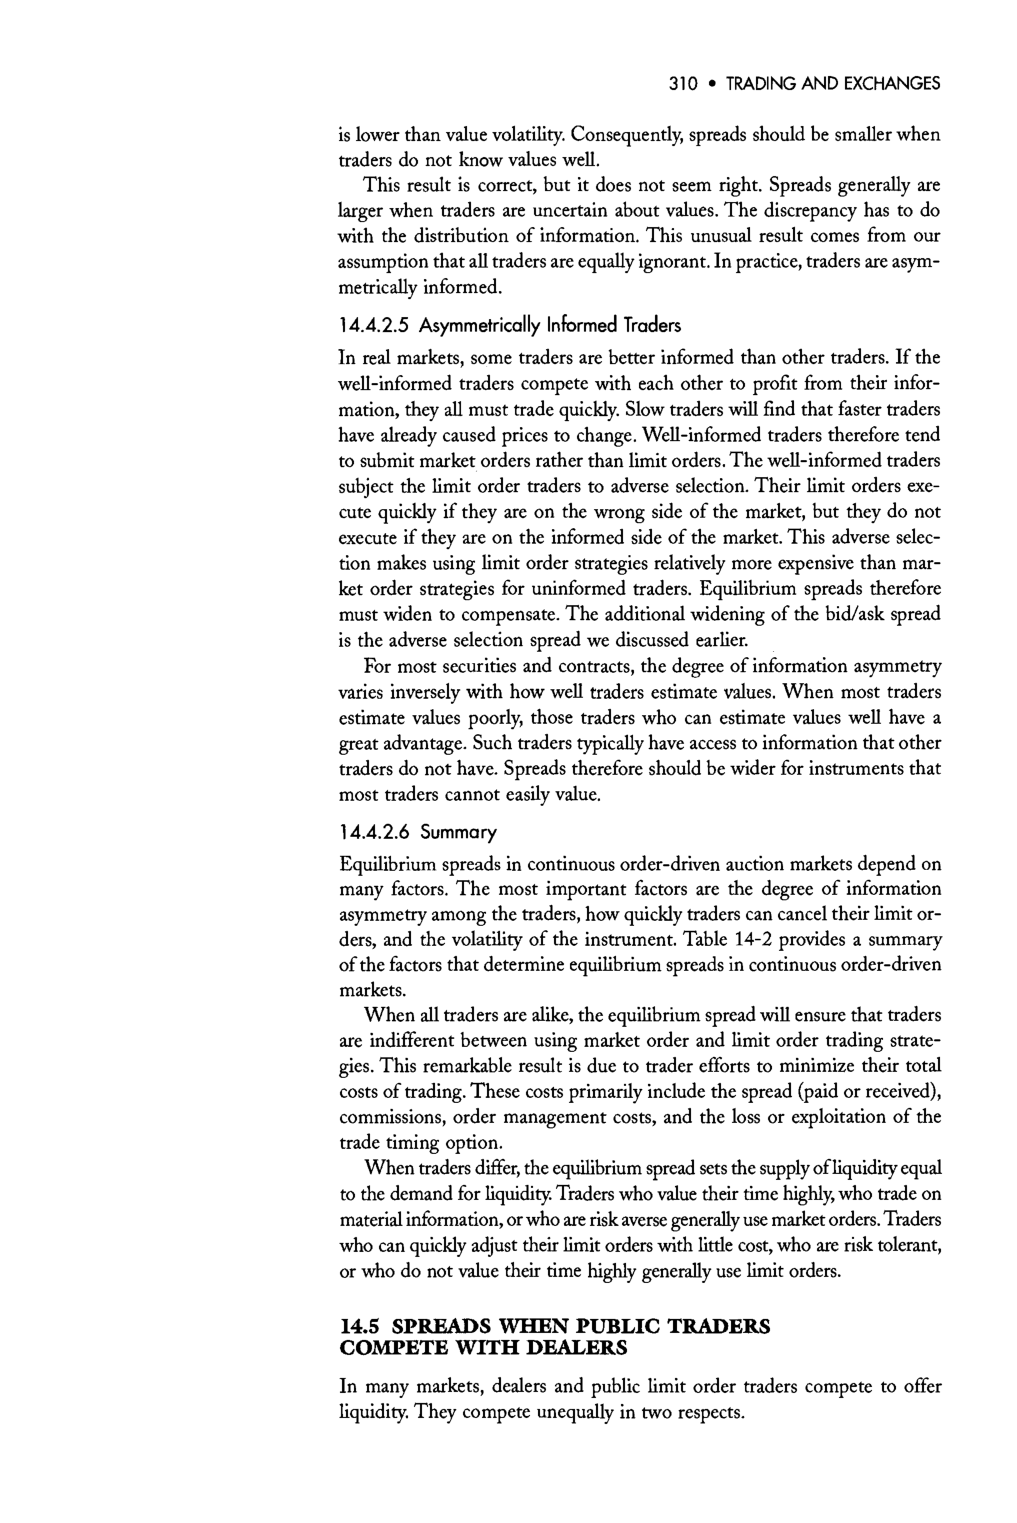 310 • TRADING AND EXCHANGES
is lower than value volatility. Consequently, spreads should be smaller when
traders do not know values well.
This result is correct, but it does not seem right. Spreads generally are
larger when traders are uncertain about values. The discrepancy has to do
with the distribution of information. This unusual result comes from our
assumption that all traders are equally ignorant. In practice, traders are asym-
metrically informed.
14.4.2.5 Asymmetrically Informed Traders
In real markets, some traders are better informed than other traders. If the
well-informed traders compete with each other to profit from their infor-
mation, they all must trade quickly. Slow traders will find that faster traders
have already caused prices to change. Well-informed traders therefore tend
to submit market orders rather than limit orders. The well-informed traders
subject the limit order traders to adverse selection. Their limit orders exe-
cute quickly if they are on the wrong side of the market, but they do not
execute if they are on the informed side of the market. This adverse selec-
tion makes using limit order strategies relatively more expensive than mar-
ket order strategies for uninformed traders. Equilibrium spreads therefore
must widen to compensate. The additional widening of the bid/ask spread
is the adverse selection spread we discussed earlier.
For most securities and contracts, the degree of information asymmetry
varies inversely with how well traders estimate values. When most traders
estimate values poorly, those traders who can estimate values well have a
great advantage. Such traders typically have access to information that other
traders do not have. Spreads therefore should be wider for instruments that
most traders cannot easily value.
14.4.2.6 Summary
Equilibrium spreads in continuous order-driven auction markets depend on
many factors. The most important factors are the degree of information
asymmetry among the traders, how quickly traders can cancel their limit or-
ders, and the volatility of the instrument. Table 14-2 provides a summary
of the factors that determine equilibrium spreads in continuous order-driven
markets.
When all traders are alike, the equilibrium spread will ensure that traders
are indifferent between using market order and limit order trading strate-
gies. This remarkable result is due to trader efforts to minimize their total
costs of trading. These costs primarily include the spread (paid or received),
commissions, order management costs, and the loss or exploitation of the
trade timing option.
When traders differ, the equilibrium spread sets the supply of liquidity equal
to the demand for liquidity. Traders who value their time highly, who trade on
material information, or who are risk averse generally use market orders. Traders
who can quickly adjust their limit orders with little cost, who are risk tolerant,
or who do not value their time highly generally use limit orders.
14.5 SPREADS WHEN PUBLIC TRADERS
COMPETE WITH DEALERS
In many markets, dealers and public limit order traders compete to offer
liquidity. They compete unequally in two respects.